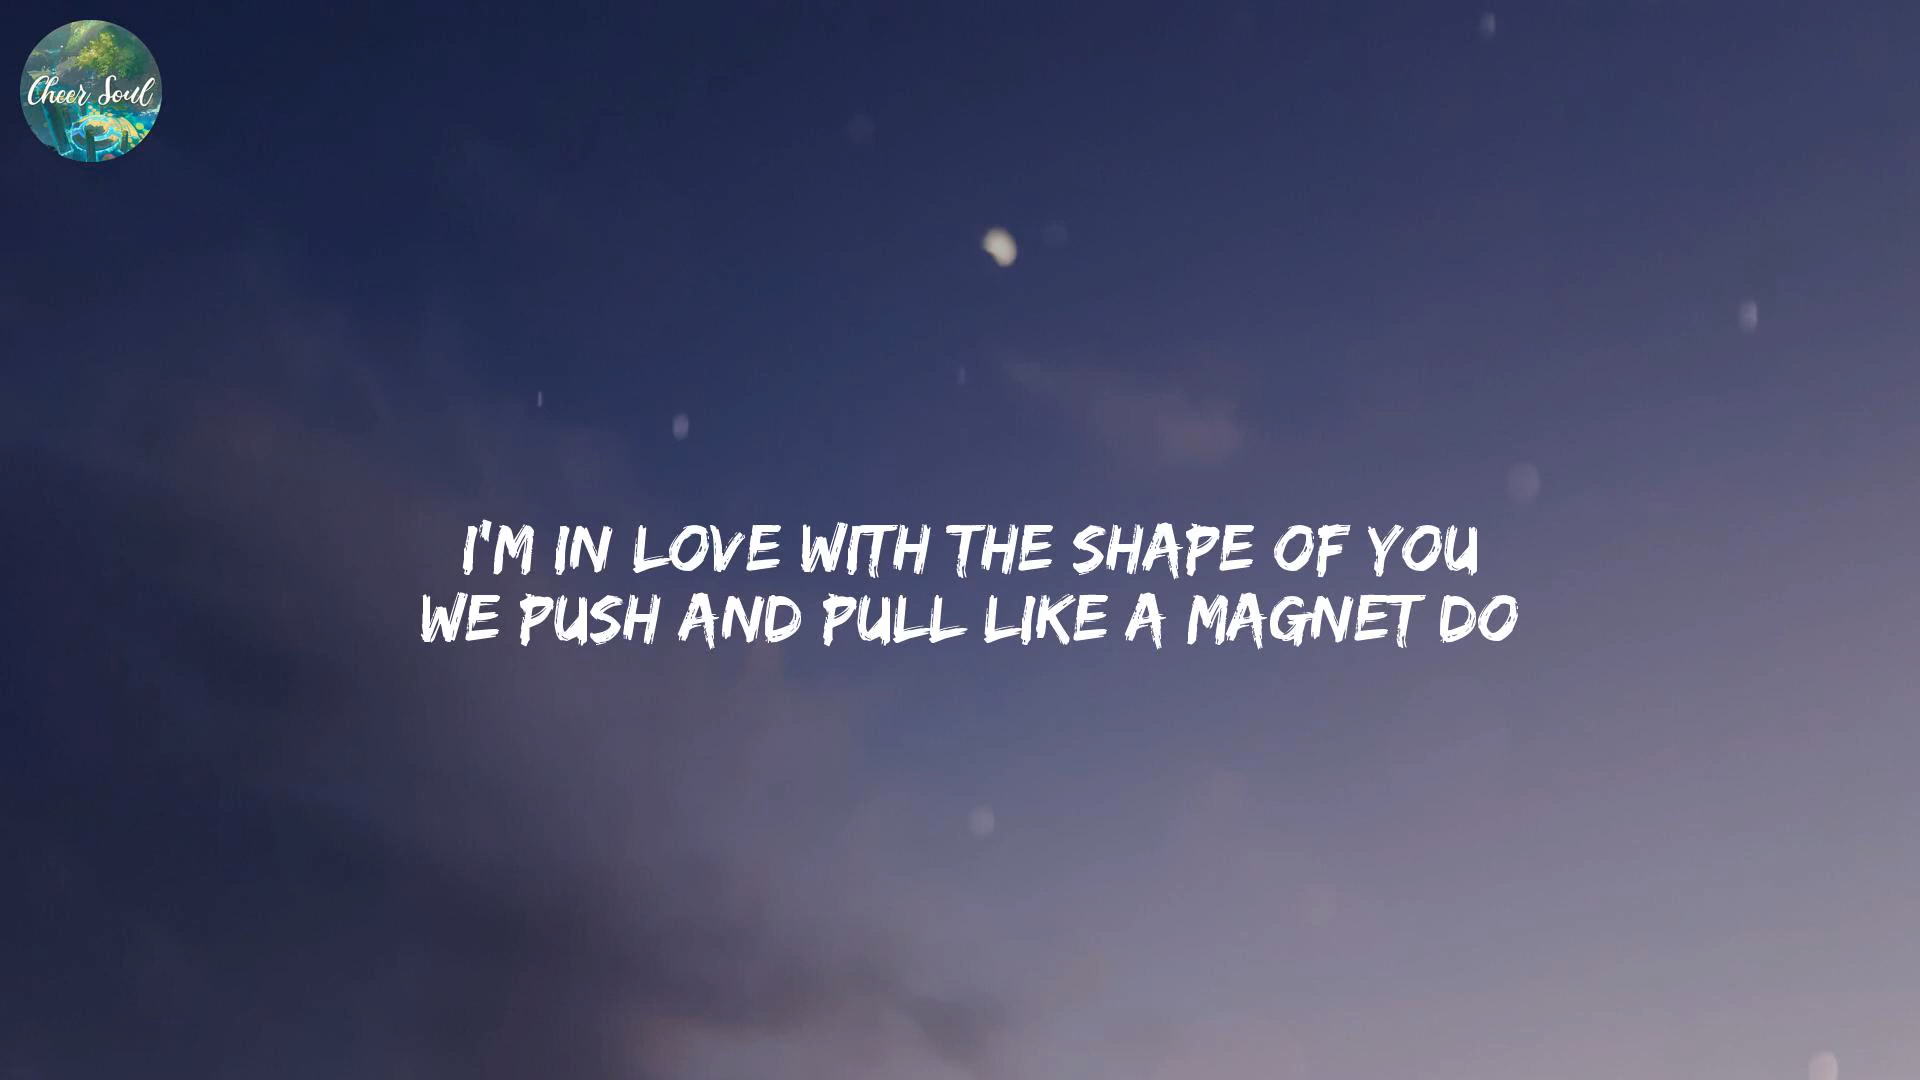 Cheer Soul
I'M IN LOVE WITH THE SHAPE OF YOU
WE PUSH AND PULL LIKE A MAGNET DO